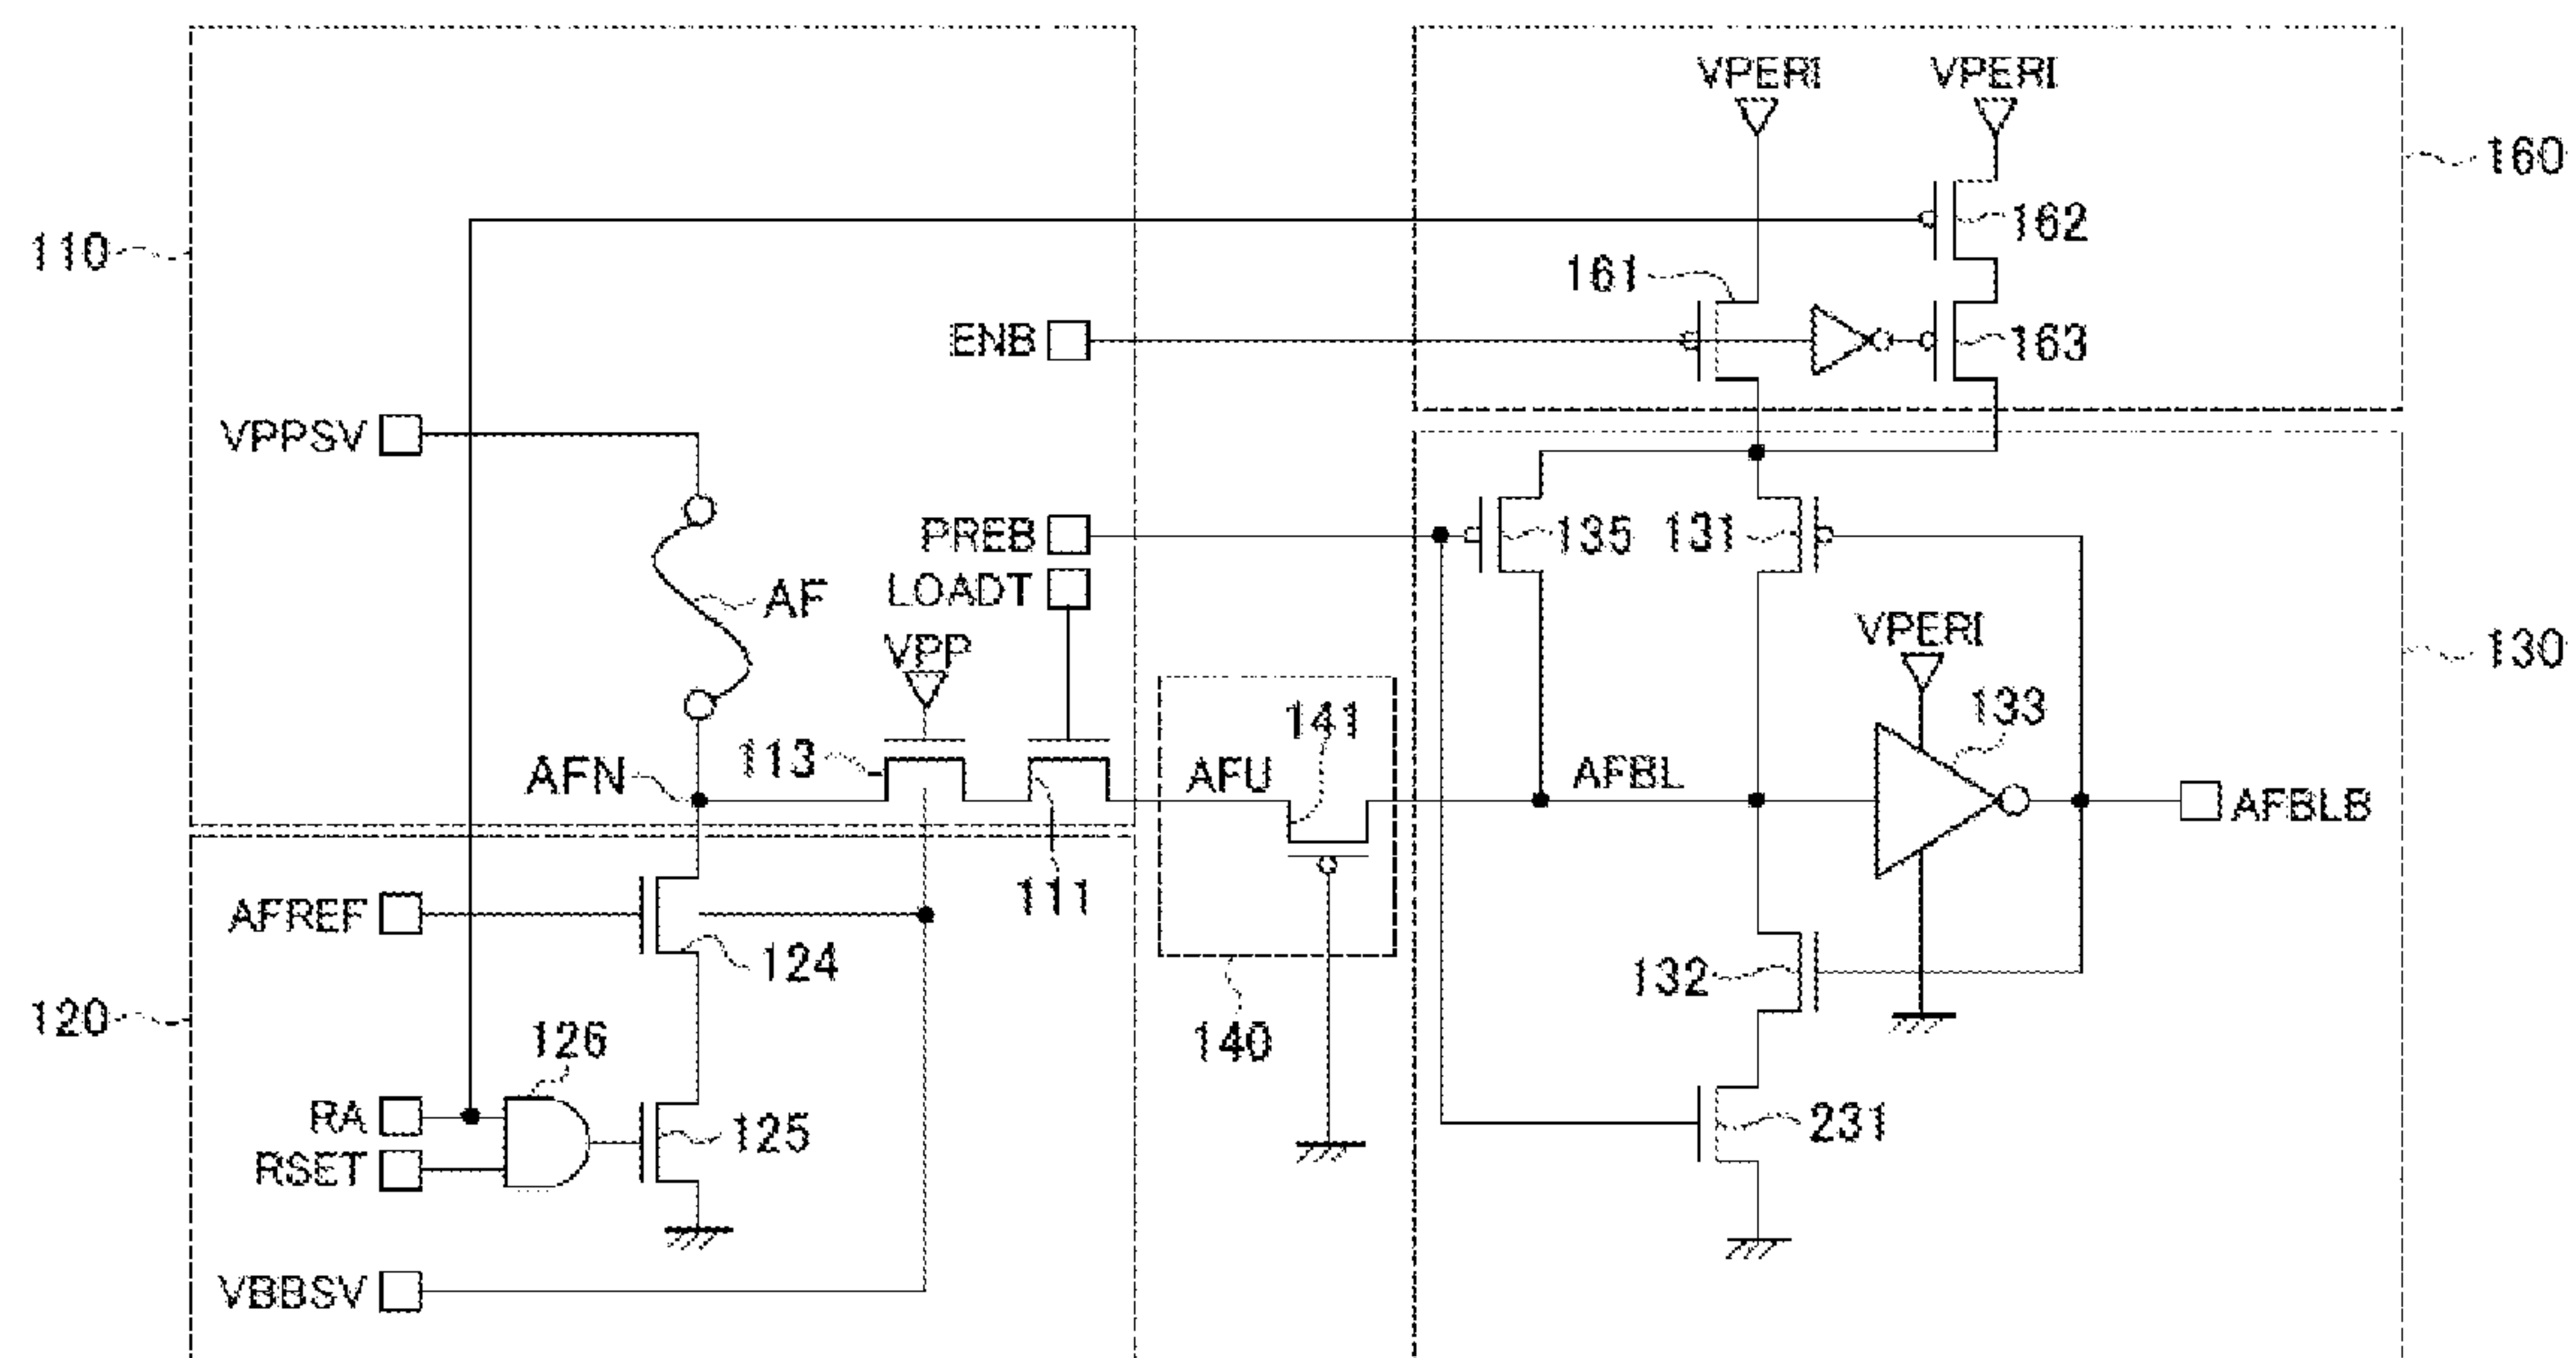 VPERI
VPERI
160
110
162
161
ENB
163
VPPSV
PREB
135
131
LOADT
AF
VPP
VPERI
130
141
133
AFN
113
AFU
AFBL
AFBLB
111
AFREF
124
132
120
126
140
RA
125
231
RSET
VBBSV